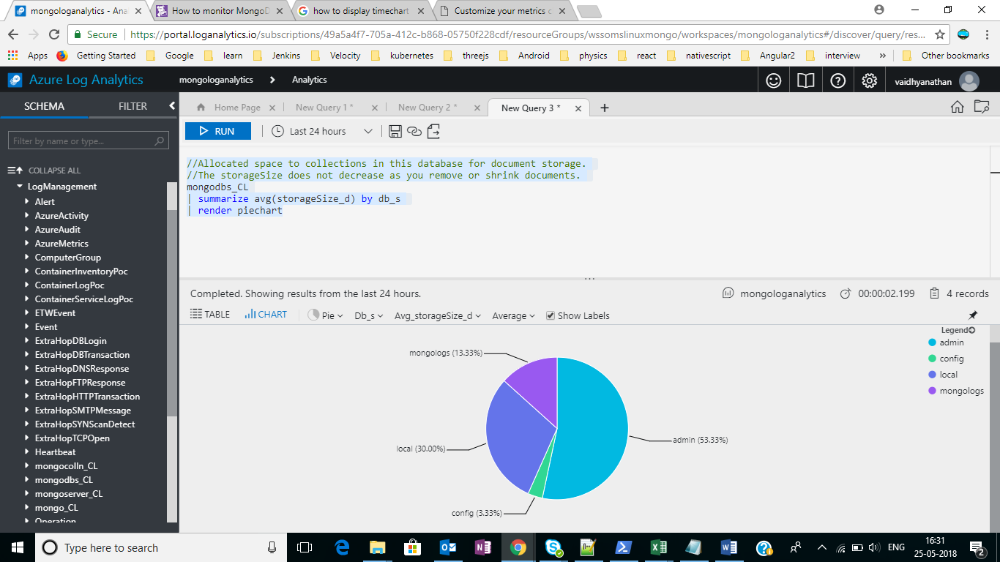 mongologanalytics - Ana
How to monitor MongoD
how to display timechart
Customize your metrics c
Secure
https://portal.loganalytics.io/subscriptions/49a5a4f7-705a-412c-b868-05750f228cdf/resourceGroups/wssomslinuxmongo/workspaces/mongologanalytics#/discover/query/res...
Apps Getting Started Google learn Jenkins Velocity kubernetes threejs Android physics react nativescript Angular2 interview » Other bookmarks
Azure Log Analytics mongologanalytics Analytics vaidhyanathan
SCHEMA FILTER
Home Page New Query 1 * New Query 2 * New Query 3 *
RUN Last 24 hours
Filter by name or type...
COLLAPSE ALL
LogManagement
Alert
AzureActivity
AzureAudit
AzureMetrics
ComputerGroup
ContainerInventoryPoc
ContainerLogPoc
ContainerServiceLogPoc
ETWEvent
Event
ExtraHopDBLogin
ExtraHopDBTransaction
ExtraHopDNSResponse
ExtraHopFTPResponse
ExtraHopHTTPTransaction
ExtraHopSMTPMessage
ExtraHopSYNScanDetect
ExtraHopTCPOpen
Heartbeat
mongocolln_CL
mongodbs_CL
mongoserver_CL
mongo_CL
Operation
//Allocated space to collections in this database for document storage.
//The storageSize does not decrease as you remove or shrink documents.
mongodbs_CL
| summarize avg(storageSize_d) by db_s
| render piechart
Completed. Showing results from the last 24 hours.
mongologanalytics 00:00:02.199 4 records
TABLE CHART Pie Db_s Avg_storageSize_d Average Show Labels
Legend
admin
config
local
mongologs
mongologs (13.33%)
admin (53.33%)
local (30.00%)
config (3.33%)
Type here to search
ENG
16:31
25-05-2018
2